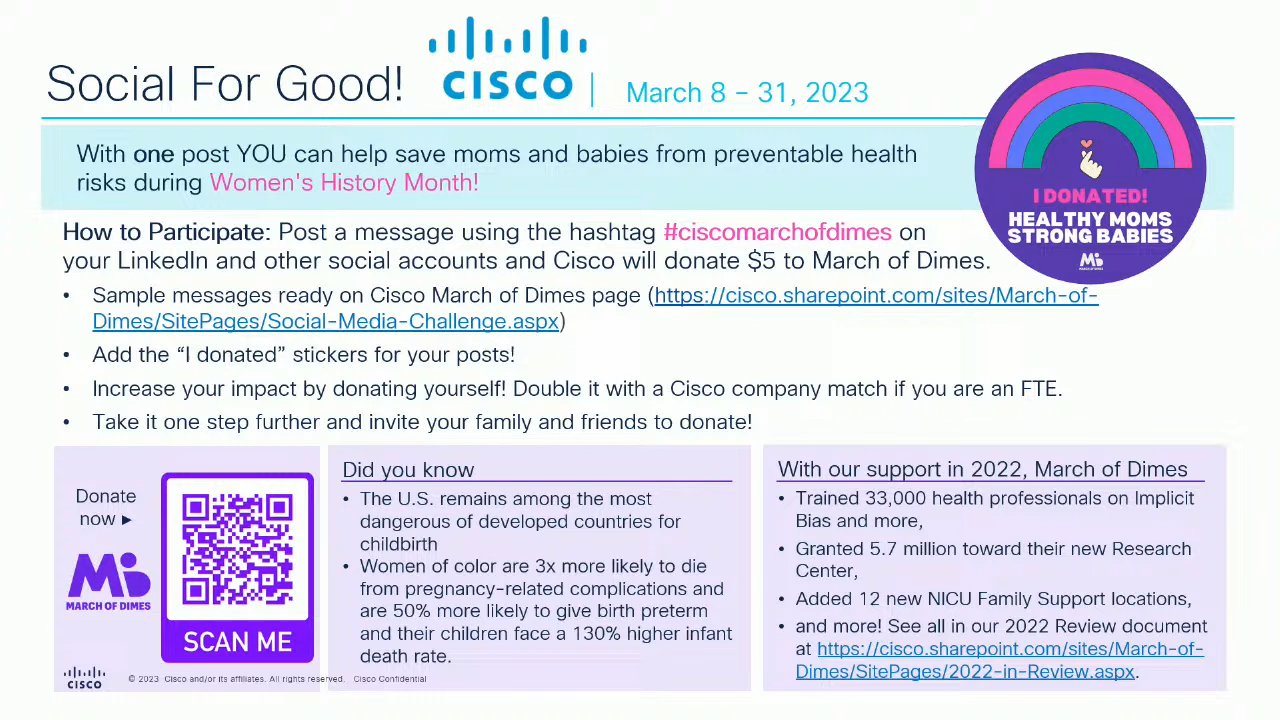 Social For Good!
CISCO
March 8 – 31, 2023
With one post YOU can help save moms and babies from preventable health
risks during Women's History Month!
I DONATED!
HEALTHY MOMS
STRONG BABIES
MARCH OF DIMES
How to Participate: Post a message using the hashtag #ciscomarchofdimes on
your LinkedIn and other social accounts and Cisco will donate $5 to March of Dimes.
• Sample messages ready on Cisco March of Dimes page (https://cisco.sharepoint.com/sites/March-of-
Dimes/SitePages/Social-Media-Challenge.aspx)
• Add the “I donated” stickers for your posts!
• Increase your impact by donating yourself! Double it with a Cisco company match if you are an FTE.
• Take it one step further and invite your family and friends to donate!
Donate
now ►
MARCH OF DIMES
SCAN ME
Did you know
• The U.S. remains among the most
dangerous of developed countries for
childbirth
• Women of color are 3x more likely to die
from pregnancy-related complications and
are 50% more likely to give birth preterm
and their children face a 130% higher infant
death rate.
With our support in 2022, March of Dimes
• Trained 33,000 health professionals on Implicit
Bias and more,
• Granted 5.7 million toward their new Research
Center,
• Added 12 new NICU Family Support locations,
• and more! See all in our 2022 Review document
at https://cisco.sharepoint.com/sites/March-of-
Dimes/SitePages/2022-in-Review.aspx.
CISCO
© 2023 Cisco and/or its affiliates. All rights reserved. Cisco Confidential